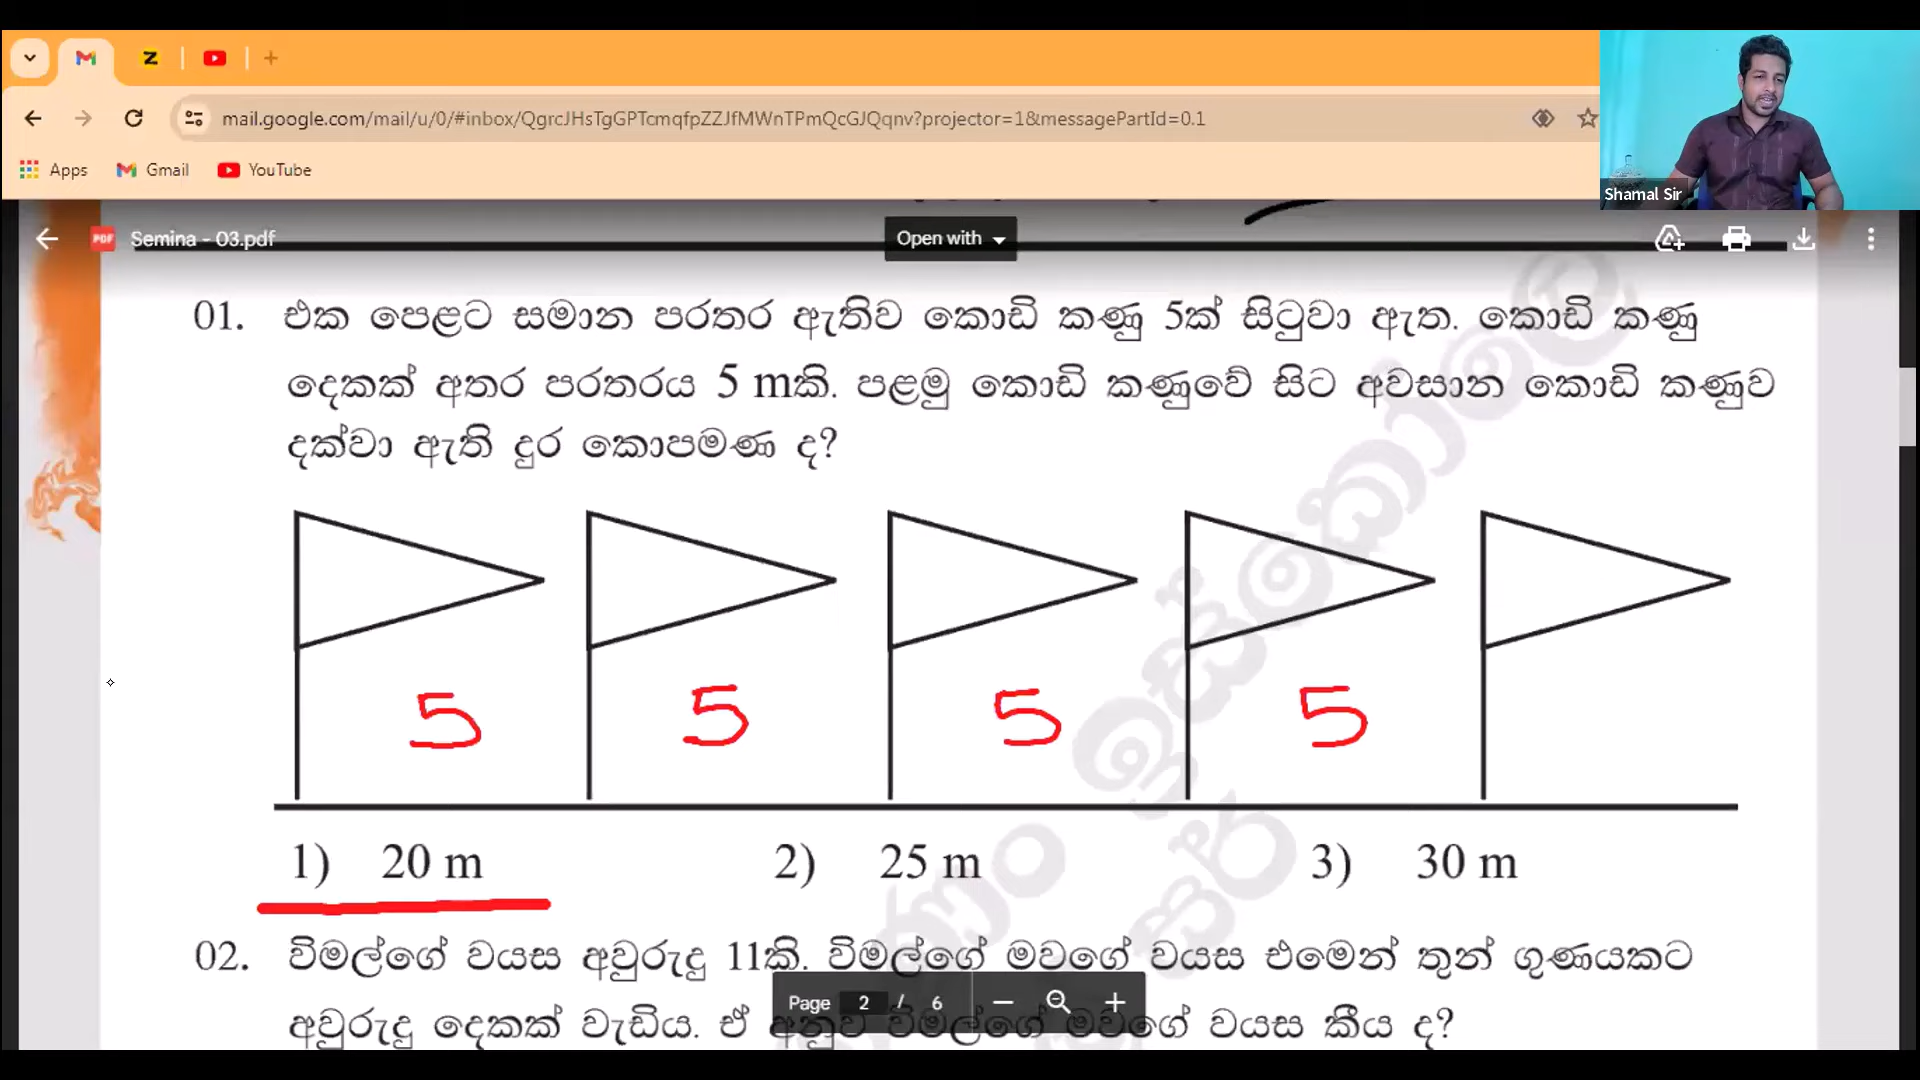 mail.google.com/mail/u/0/#inbox/QgrcJHsTgGPTcmqfpZZJfMWnTPmQcGJQqnv?projector=1&messagePartId=0.1
Apps Gmail YouTube
Shamal Sir
PDF Semina - 03.pdf Open with
01. එක පෙළට සමාන පරතර ඇතිව කොඩි කණු 5ක් සිටුවා ඇත. කොඩි කණු
දෙකක් අතර පරතරය 5 mකි. පළමු කොඩි කණුවේ සිට අවසාන කොඩි කණුව
දක්වා ඇති දුර කොපමණ ද?
5 5 5 5
1) 20 m 2) 25 m 3) 30 m
02. විමල්ගේ වයස අවුරුදු 11කි. විමල්ගේ මවගේ වයස එමෙන් තුන් ගුණයකට
අවුරුදු දෙකක් වැඩිය. ඒ අනුව විමල්ගේ මවගේ වයස කීය ද?
Page 2 / 6